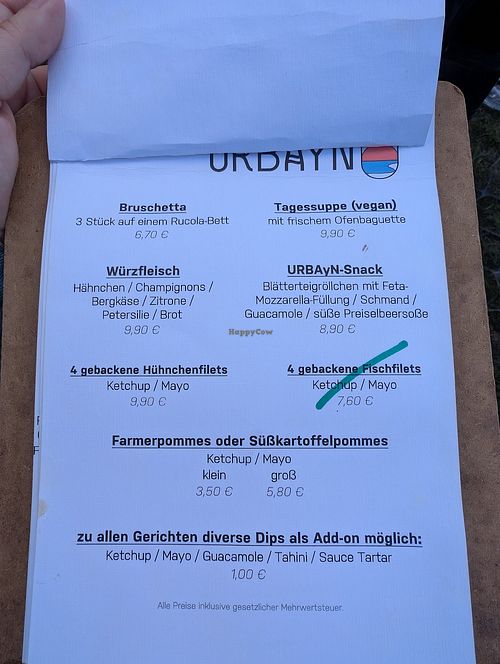 URBAYN
Bruschetta
3 Stück auf einem Rucola-Bett
6,70 €
Tagessuppe (vegan)
mit frischem Ofenbaguette
9,90 €
Würzfleisch
Hähnchen / Champignons /
Bergkäse / Zitrone /
Petersilie / Brot
9,90 €
URBAyN-Snack
Blätterteigröllchen mit Feta-
Mozzarella-Füllung / Schmand /
Guacamole / süße Preiselbeersoße
8,90 €
HappyCow
4 gebackene Hühnchenfilets
Ketchup / Mayo
9,90 €
4 gebackene Fischfilets
Ketchup / Mayo
7,60 €
Farmerpommes oder Süßkartoffelpommes
Ketchup / Mayo
klein groß
3,50 € 5,80 €
zu allen Gerichten diverse Dips als Add-on möglich:
Ketchup / Mayo / Guacamole / Tahini / Sauce Tartar
1,00 €
Alle Preise inklusive gesetzlicher Mehrwertsteuer.